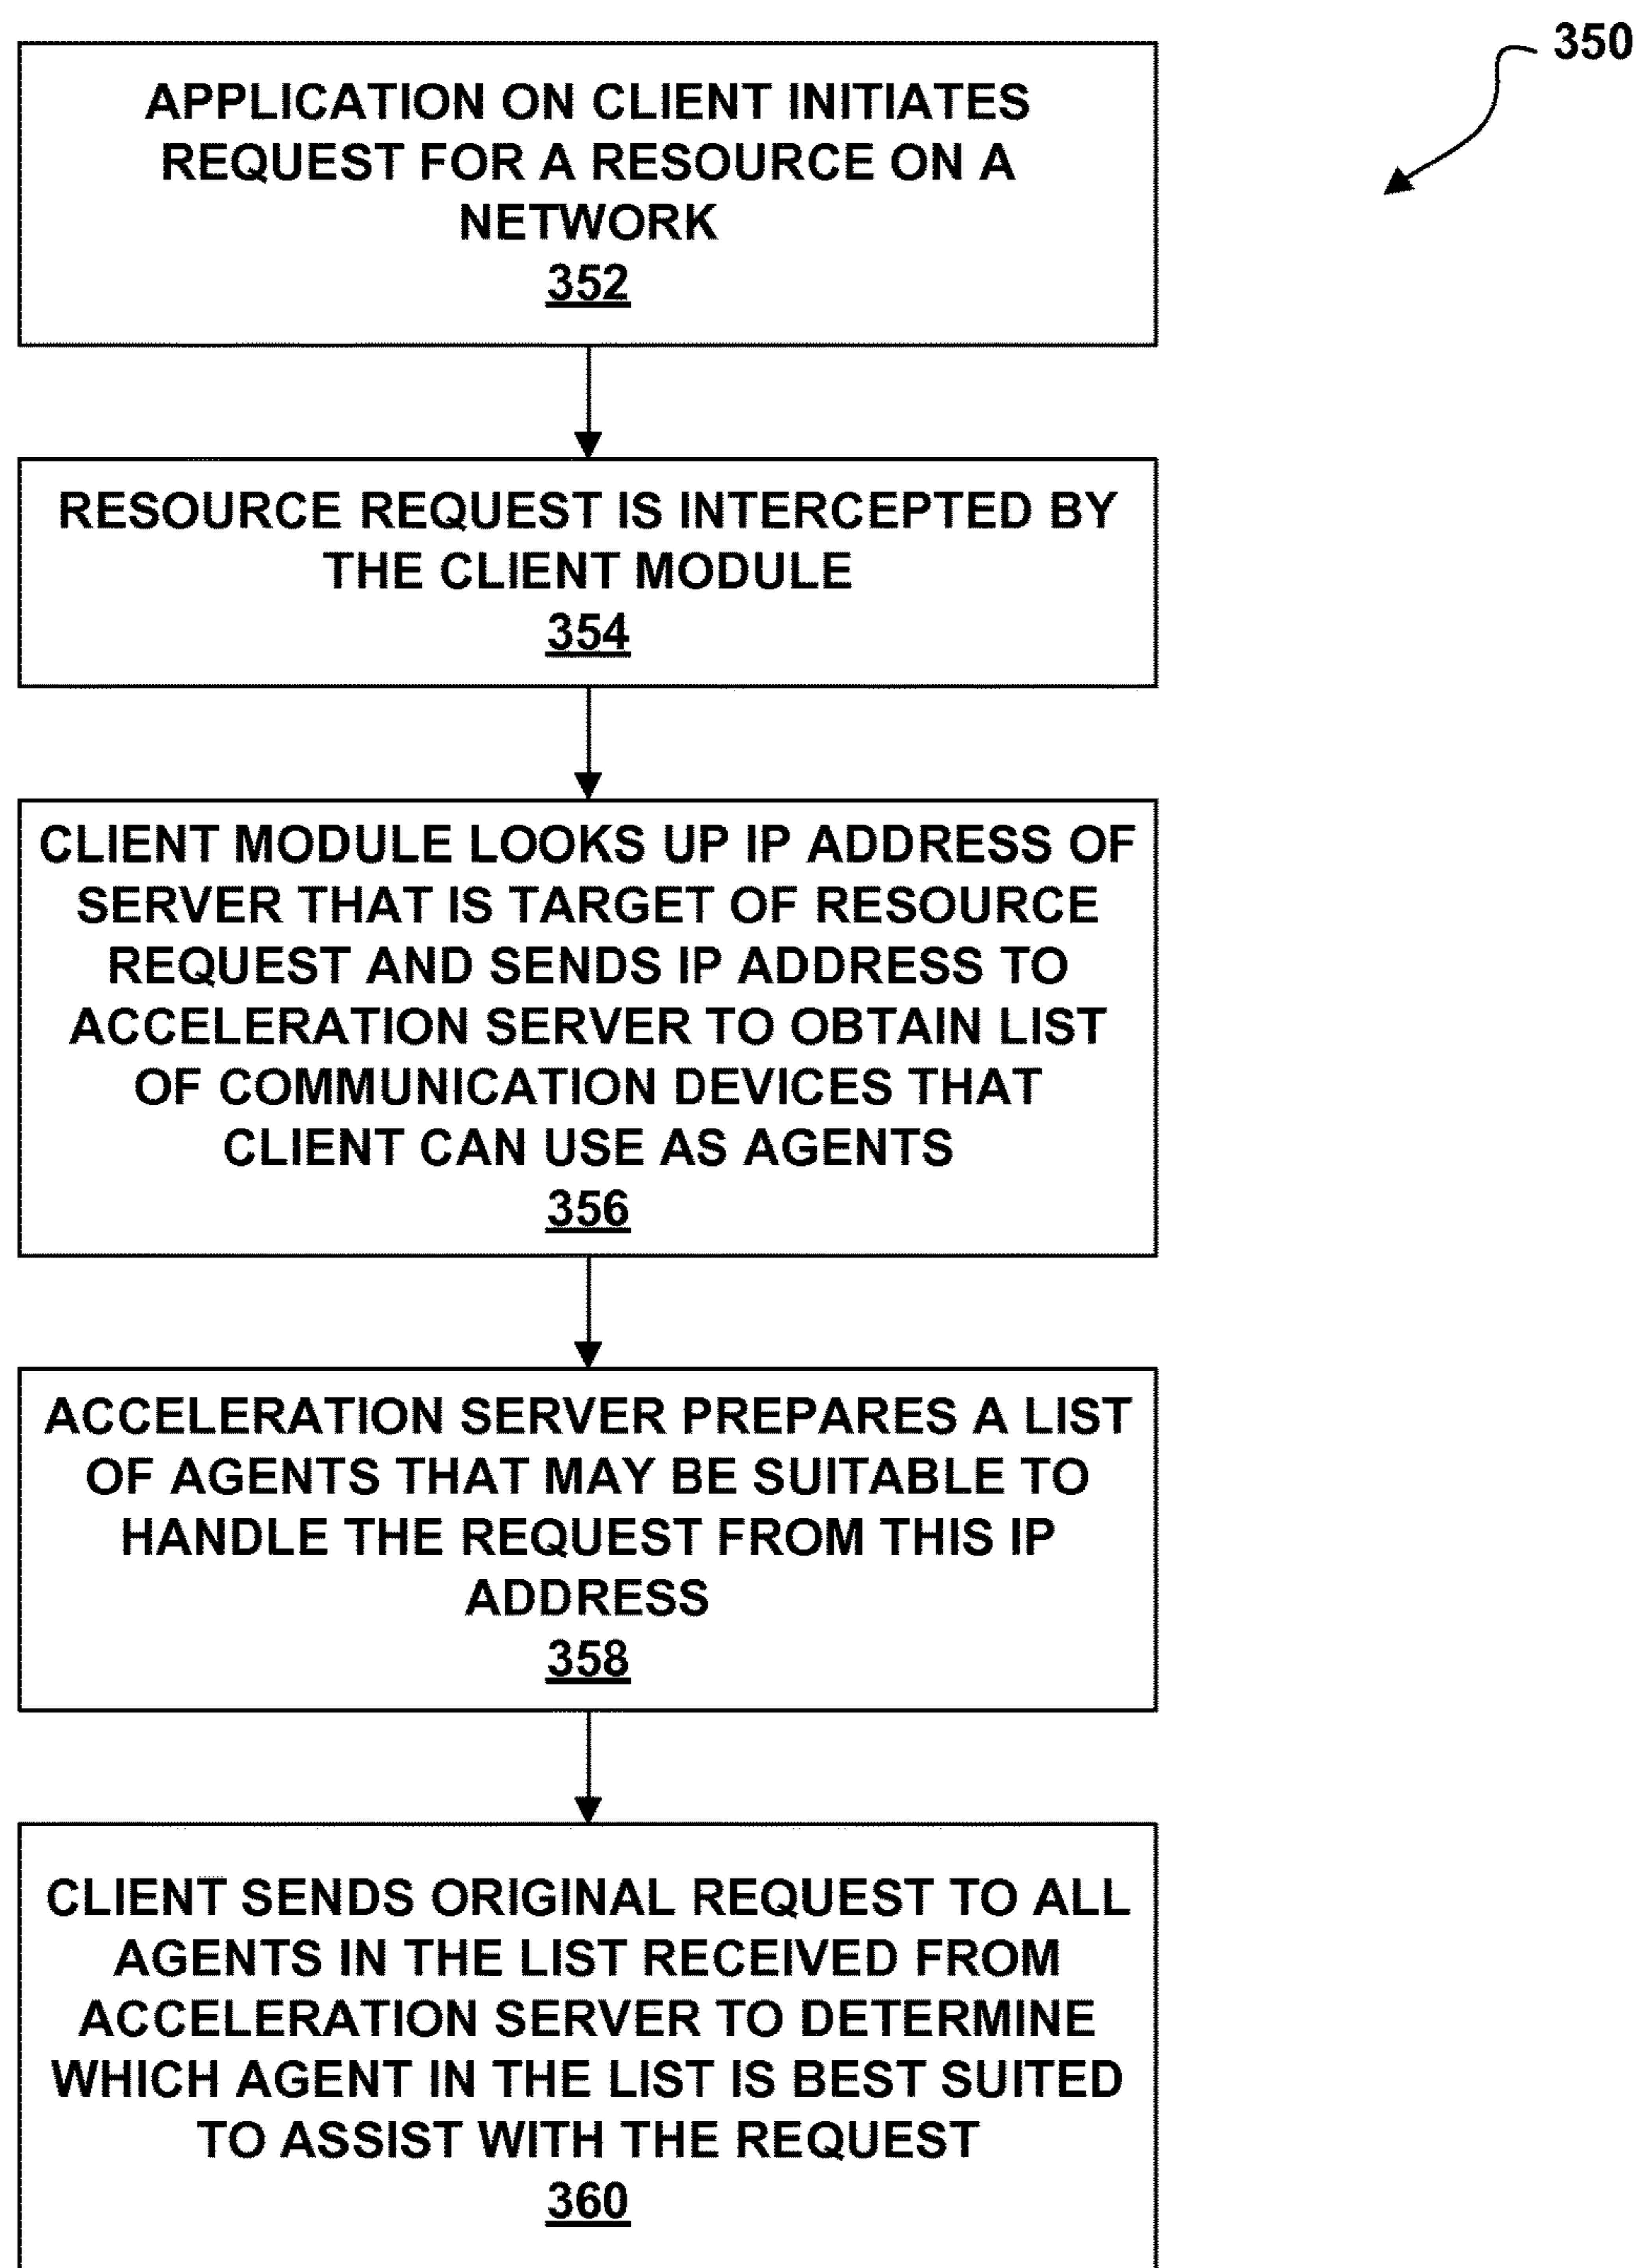 350
APPLICATION ON CLIENT INITIATES
REQUEST FOR A RESOURCE ON A
NETWORK
352
RESOURCE REQUEST IS INTERCEPTED BY
THE CLIENT MODULE
354
CLIENT MODULE LOOKS UP IP ADDRESS OF
SERVER THAT IS TARGET OF RESOURCE
REQUEST AND SENDS IP ADDRESS TO
ACCELERATION SERVER TO OBTAIN LIST
OF COMMUNICATION DEVICES THAT
CLIENT CAN USE AS AGENTS
356
ACCELERATION SERVER PREPARES A LIST
OF AGENTS THAT MAY BE SUITABLE TO
HANDLE THE REQUEST FROM THIS IP
ADDRESS
358
CLIENT SENDS ORIGINAL REQUEST TO ALL
AGENTS IN THE LIST RECEIVED FROM
ACCELERATION SERVER TO DETERMINE
WHICH AGENT IN THE LIST IS BEST SUITED
TO ASSIST WITH THE REQUEST
360